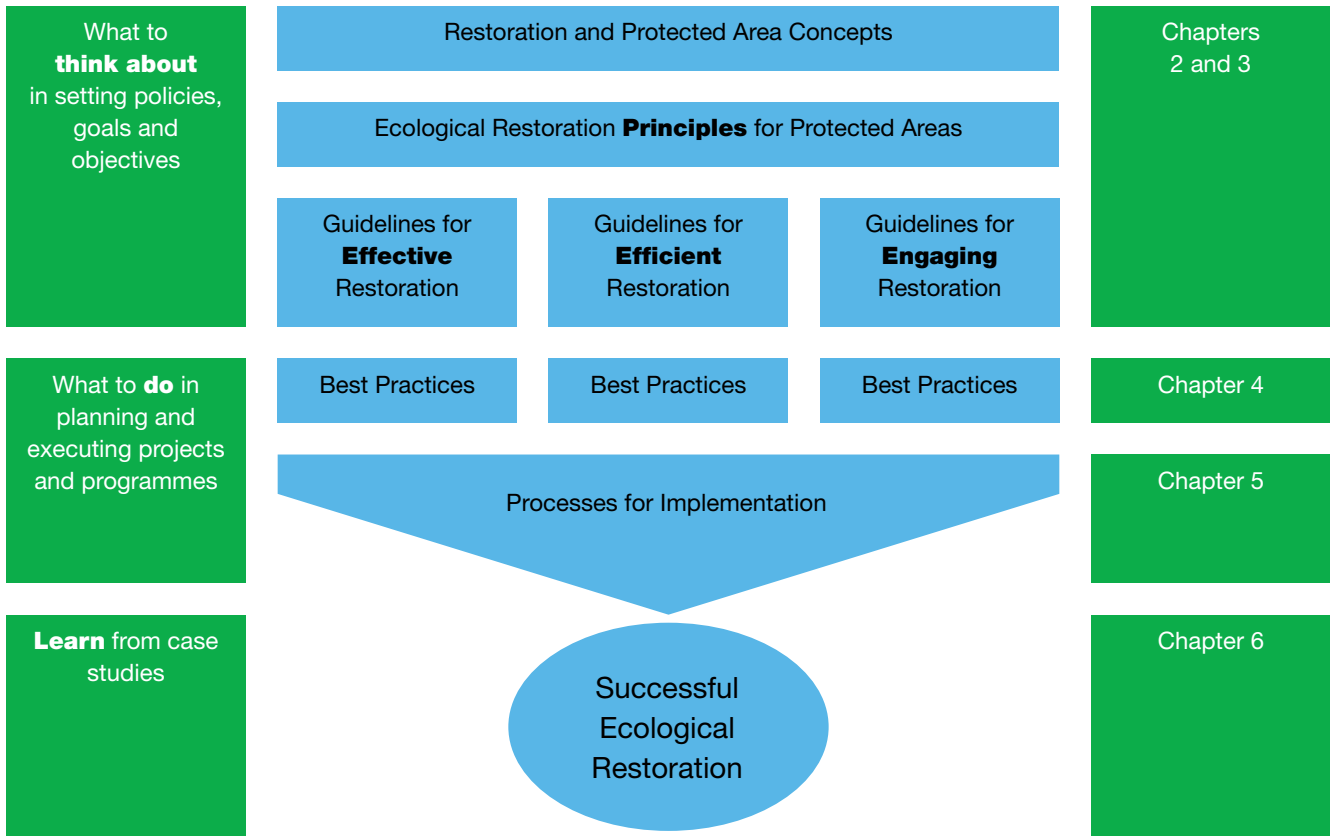 What to
think about
in setting policies,
goals and
objectives
Restoration and Protected Area Concepts
Chapters
2 and 3
Ecological Restoration Principles for Protected Areas
Guidelines for
Effective
Restoration
Guidelines for
Efficient
Restoration
Guidelines for
Engaging
Restoration
What to do in
planning and
executing projects
and programmes
Best Practices
Best Practices
Best Practices
Chapter 4
Processes for Implementation
Chapter 5
Learn from case
studies
Successful
Ecological
Restoration
Chapter 6